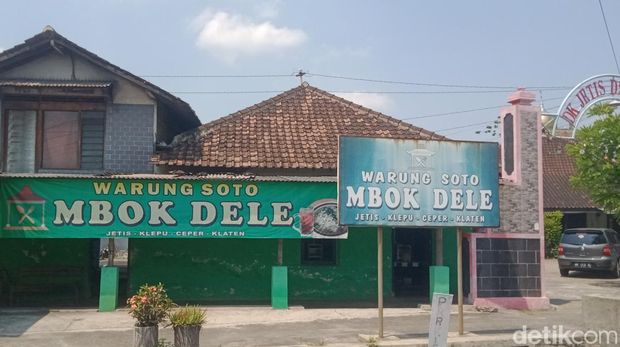 WARUNG SOTO
MBOK DELE
JETIS - KLEPU - CEPER - KLATEN
WARUNG SOTO
MBOK DELE
JETIS - KLEPU - CEPER - KLATEN
DK JETIS
detikcom